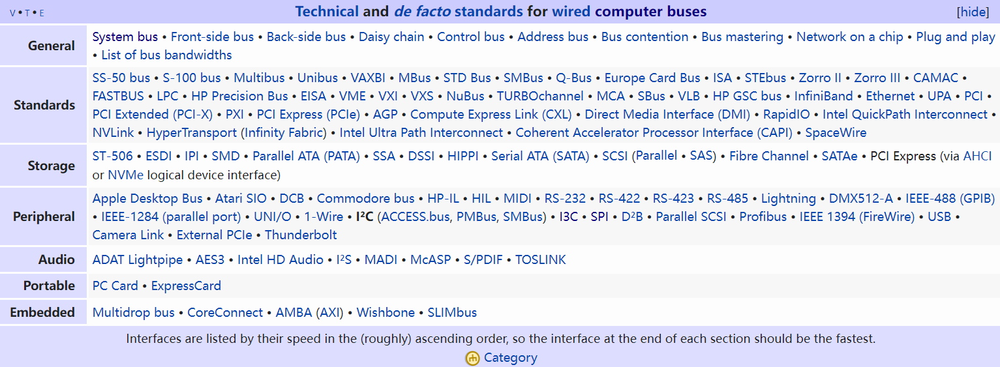 V • T • E
Technical and de facto standards for wired computer buses
[hide]
General
System bus • Front-side bus • Back-side bus • Daisy chain • Control bus • Address bus • Bus contention • Bus mastering • Network on a chip • Plug and play
• List of bus bandwidths
Standards
SS-50 bus • S-100 bus • Multibus • Unibus • VAXBI • MBus • STD Bus • SMBus • Q-Bus • Europe Card Bus • ISA • STEbus • Zorro II • Zorro III • CAMAC •
FASTBUS • LPC • HP Precision Bus • EISA • VME • VXI • VXS • NuBus • TURBOchannel • MCA • SBus • VLB • HP GSC bus • InfiniBand • Ethernet • UPA • PCI •
PCI Extended (PCI-X) • PXI • PCI Express (PCIe) • AGP • Compute Express Link (CXL) • Direct Media Interface (DMI) • RapidIO • Intel QuickPath Interconnect •
NVLink • HyperTransport (Infinity Fabric) • Intel Ultra Path Interconnect • Coherent Accelerator Processor Interface (CAPI) • SpaceWire
Storage
ST-506 • ESDI • IPI • SMD • Parallel ATA (PATA) • SSA • DSSI • HIPPI • Serial ATA (SATA) • SCSI (Parallel • SAS) • Fibre Channel • SATAe • PCI Express (via AHCI
or NVMe logical device interface)
Peripheral
Apple Desktop Bus • Atari SIO • DCB • Commodore bus • HP-IL • HIL • MIDI • RS-232 • RS-422 • RS-423 • RS-485 • Lightning • DMX512-A • IEEE-488 (GPIB)
• IEEE-1284 (parallel port) • UNI/O • 1-Wire • I²C (ACCESS.bus, PMBus, SMBus) • I3C • SPI • D²B • Parallel SCSI • Profibus • IEEE 1394 (FireWire) • USB •
Camera Link • External PCIe • Thunderbolt
Audio
ADAT Lightpipe • AES3 • Intel HD Audio • I²S • MADI • McASP • S/PDIF • TOSLINK
Portable
PC Card • ExpressCard
Embedded
Multidrop bus • CoreConnect • AMBA (AXI) • Wishbone • SLIMbus
Interfaces are listed by their speed in the (roughly) ascending order, so the interface at the end of each section should be the fastest.
Category